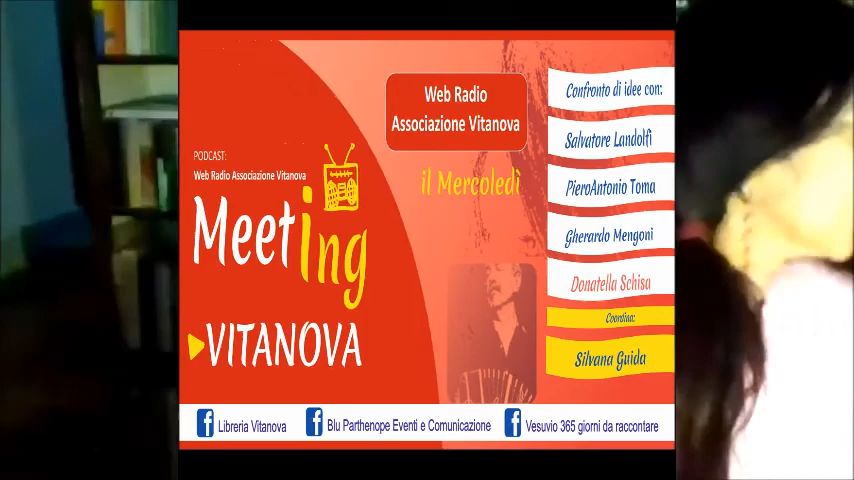 PODCAST:
Web Radio Associazione Vitanova
Meeting
VITANOVA
Web Radio
Associazione Vitanova
il Mercoledì
Confronto di idee con:
Salvatore Landolfi
PieroAntonio Toma
Gherardo Mengoni
Donatella Schisa
Coordina:
Silvana Guida
Libreria Vitanova
Blu Parthenope Eventi e Comunicazione
Vesuvio 365 giorni da raccontare